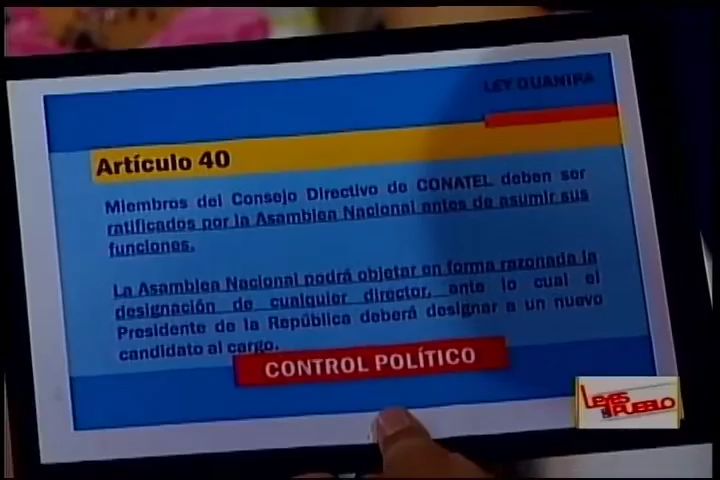 LEY GUANIPA
Artículo 40
Miembros del Consejo Directivo de CONATEL deben ser
ratificados por la Asamblea Nacional antes de asumir sus
funciones.
La Asamblea Nacional podrá objetar en forma razonada la
designación de cualquier director, ante lo cual el
Presidente de la República deberá designar a un nuevo
candidato al cargo.
CONTROL POLÍTICO
LEYES
PUEBLO